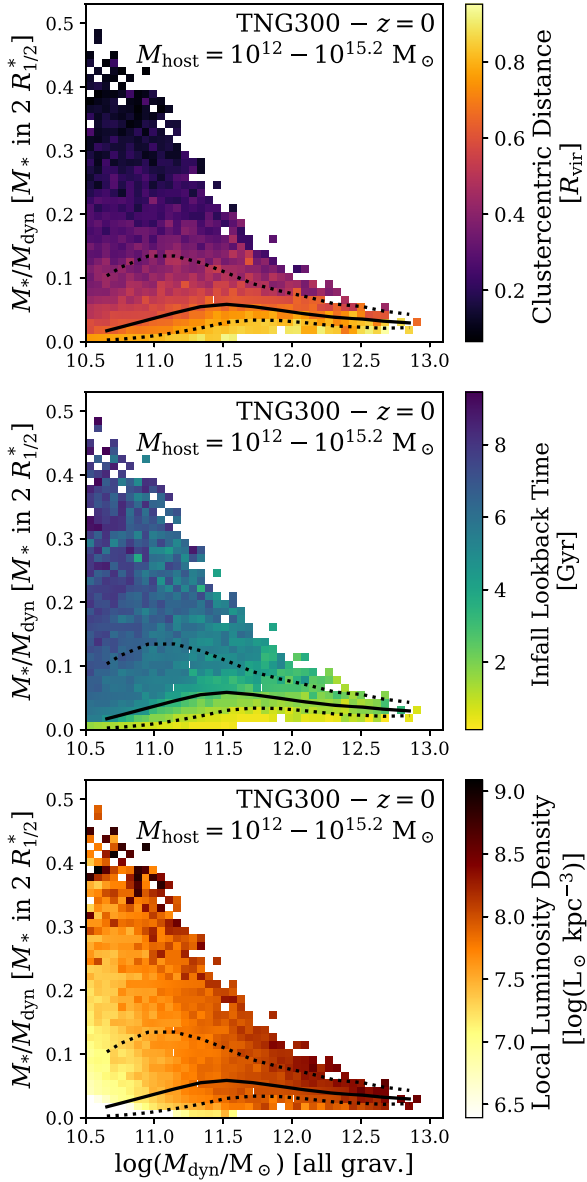 TNG300 − z = 0
M_host = 10^12 − 10^15.2 M_⊙
M_*/M_dyn [M_* in 2 R^*_1/2]
0.5
0.4
0.3
0.2
0.1
0.0
10.5 11.0 11.5 12.0 12.5 13.0
0.8
0.6
0.4
0.2
Clustercentric Distance
[R_vir]
TNG300 − z = 0
M_host = 10^12 − 10^15.2 M_⊙
M_*/M_dyn [M_* in 2 R^*_1/2]
0.5
0.4
0.3
0.2
0.1
0.0
10.5 11.0 11.5 12.0 12.5 13.0
8
6
4
2
Infall Lookback Time
[Gyr]
TNG300 − z = 0
M_host = 10^12 − 10^15.2 M_⊙
M_*/M_dyn [M_* in 2 R^*_1/2]
0.5
0.4
0.3
0.2
0.1
0.0
10.5 11.0 11.5 12.0 12.5 13.0
log(M_dyn/M_⊙) [all grav.]
9.0
8.5
8.0
7.5
7.0
6.5
Local Luminosity Density
[log(L_⊙ kpc^−3)]